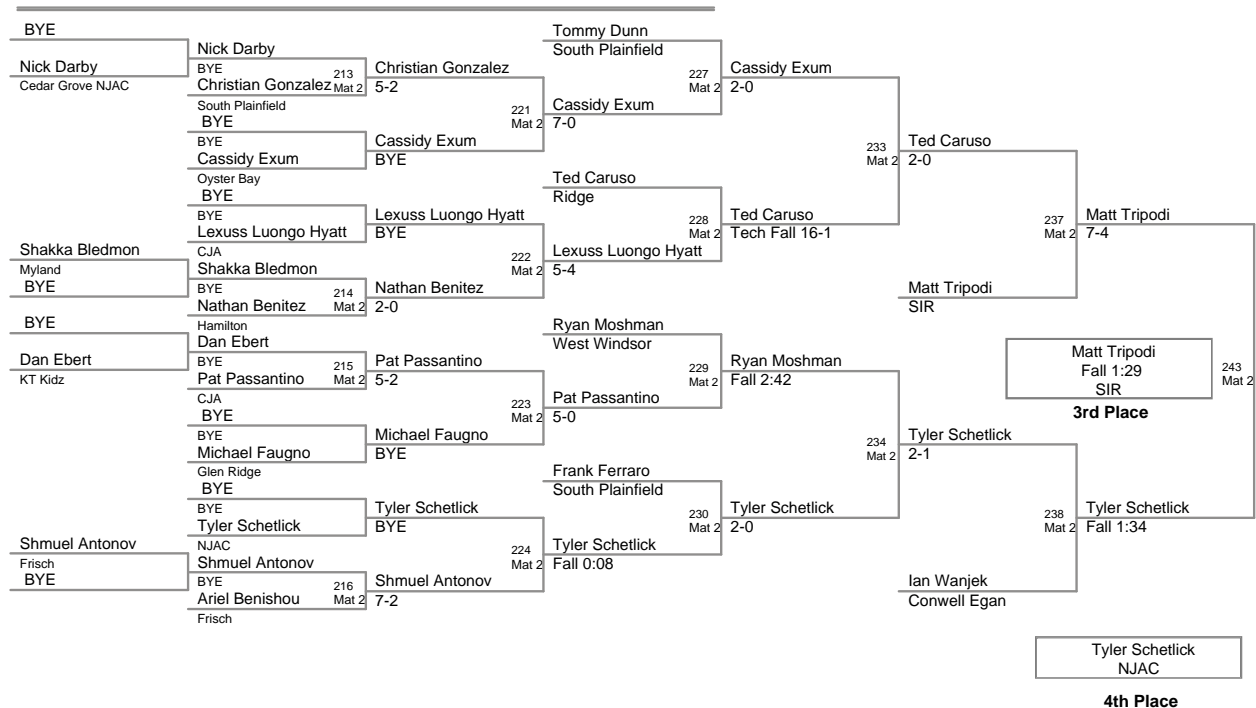 BYE
Nick Darby
Cedar Grove NJAC
Shakka Bledmon
Myland
BYE
BYE
Dan Ebert
KT Kidz
Shmuel Antonov
Frisch
BYE
Nick Darby
BYE
213
Christian Gonzalez
Mat 2
South Plainfield
BYE
BYE
Cassidy Exum
Oyster Bay
BYE
BYE
Lexuss Luongo Hyatt
CJA
Shakka Bledmon
BYE
214
Nathan Benitez
Mat 2
Hamilton
Dan Ebert
BYE
215
Pat Passantino
Mat 2
CJA
BYE
BYE
Michael Faugno
Glen Ridge
BYE
BYE
Tyler Schetlick
NJAC
Shmuel Antonov
BYE
216
Ariel Benishou
Mat 2
Frisch
Christian Gonzalez
5-2
221
Mat 2
Cassidy Exum
BYE
Lexuss Luongo Hyatt
BYE
222
Mat 2
Nathan Benitez
2-0
Pat Passantino
5-2
223
Mat 2
Michael Faugno
BYE
Tyler Schetlick
BYE
224
Mat 2
Shmuel Antonov
7-2
Tommy Dunn
South Plainfield
227
Mat 2
Cassidy Exum
7-0
Ted Caruso
Ridge
228
Mat 2
Lexuss Luongo Hyatt
5-4
Ryan Moshman
West Windsor
229
Mat 2
Pat Passantino
5-0
Frank Ferraro
South Plainfield
230
Mat 2
Tyler Schetlick
Fall 0:08
Cassidy Exum
2-0
233
Mat 2
Ted Caruso
Tech Fall 16-1
Ryan Moshman
Fall 2:42
234
Mat 2
Tyler Schetlick
2-0
Ted Caruso
2-0
237
Mat 2
Matt Tripodi
SIR
Tyler Schetlick
2-1
238
Mat 2
Ian Wanjek
Conwell Egan
Matt Tripodi
7-4
Matt Tripodi
Fall 1:29
SIR
243
Mat 2
3rd Place
Tyler Schetlick
Fall 1:34
Tyler Schetlick
NJAC
4th Place